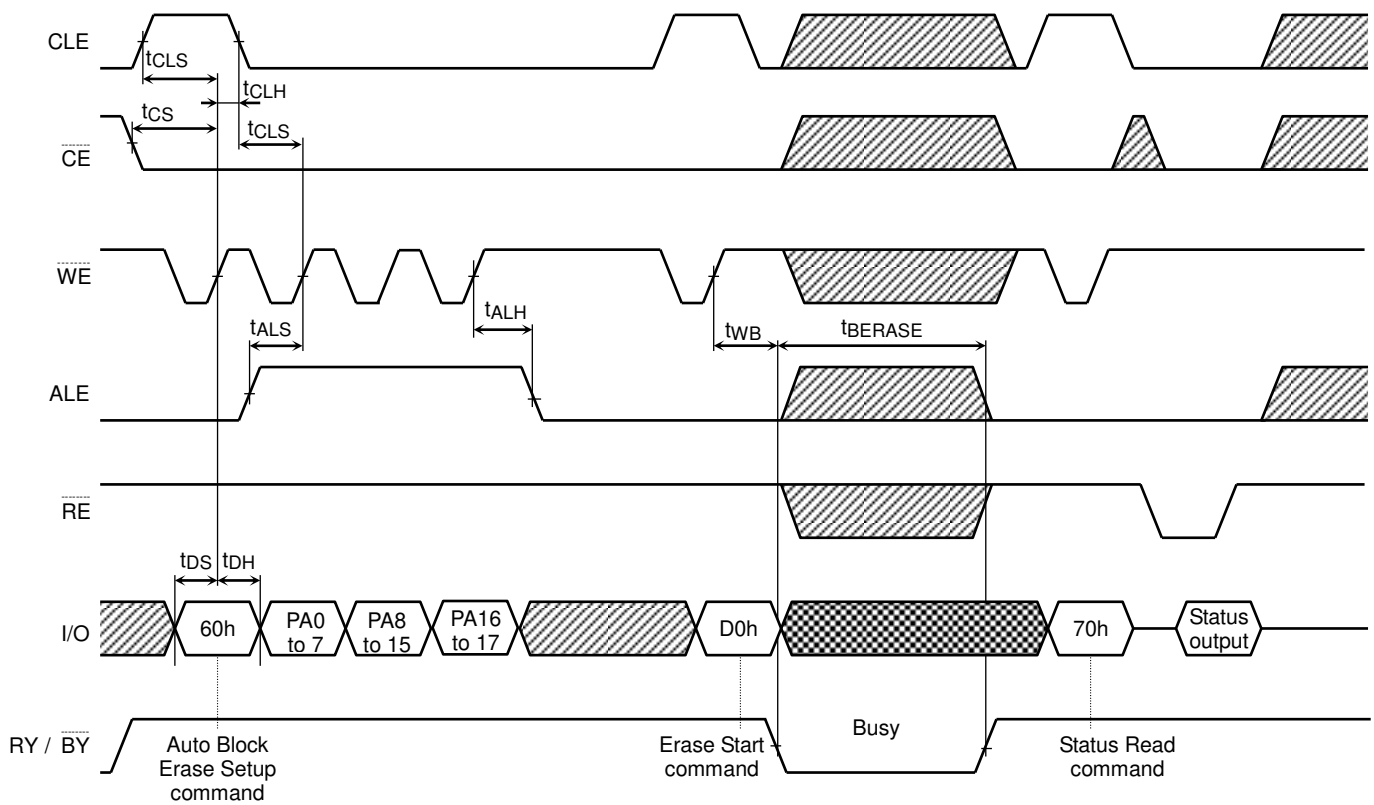 CLE
tCLS
tCLH
tCS
tCLS
CE
WE
tALS
tALH
tWB
tBERASE
ALE
RE
tDS
tDH
I/O
60h
PA0
to 7
PA8
to 15
PA16
to 17
D0h
70h
Status
output
RY / BY
Busy
Auto Block
Erase Setup
command
Erase Start
command
Status Read
command